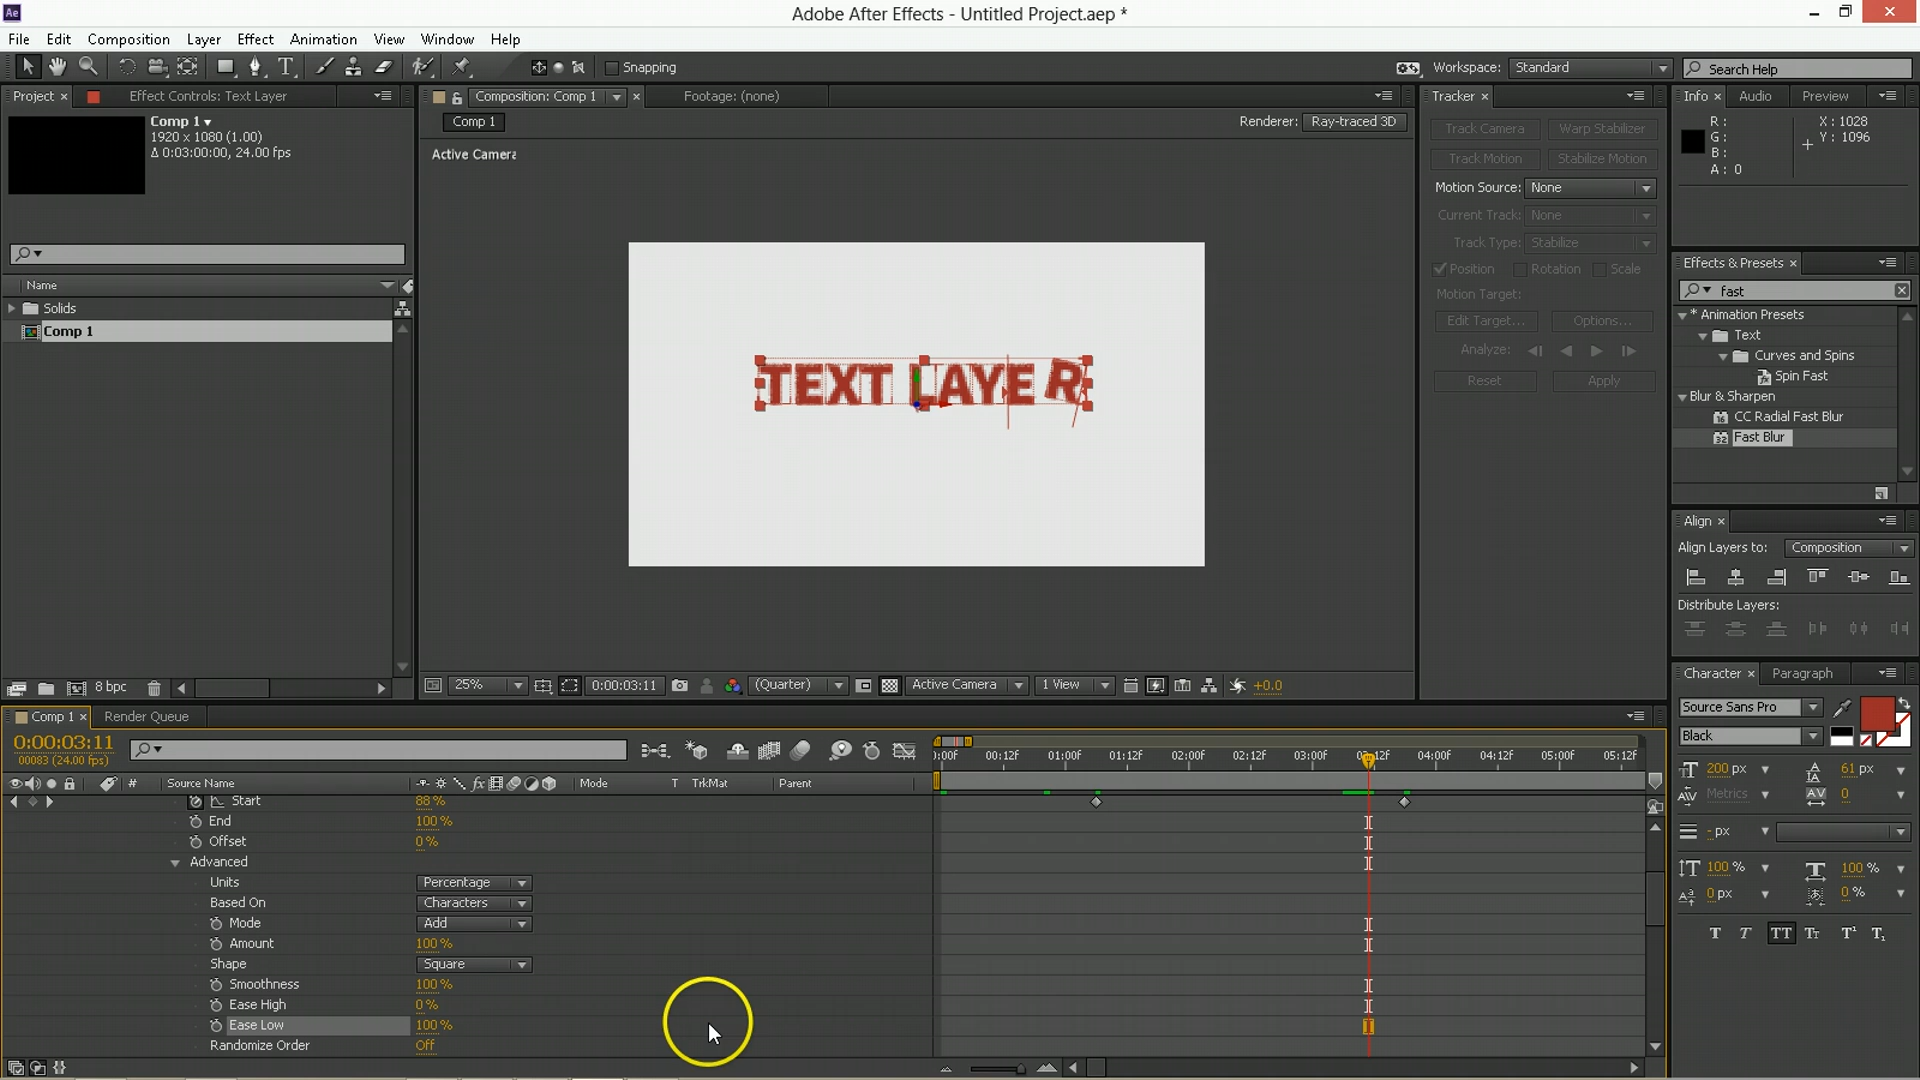 Ae
Adobe After Effects - Untitled Project.aep *
File Edit Composition Layer Effect Animation View Window Help
Snapping
Workspace: Standard
Search Help
Project × Effect Controls: Text Layer
Composition: Comp 1 × Footage: (none)
Tracker ×
Info × Audio Preview
Comp 1
1920 x 1080 (1.00)
Δ 0:03:00:00, 24.00 fps
Comp 1
Renderer: Ray-traced 3D
Active Camera
R:
G:
B:
A: 0
X: 1028
Y: 1096
Track Camera Warp Stabilizer
Track Motion Stabilize Motion
Motion Source: None
Current Track: None
Track Type: Stabilize
Position Rotation Scale
Motion Target:
Edit Target... Options...
Analyze:
Reset Apply
Name
Solids
Comp 1
TEXT LAYER
Effects & Presets ×
fast
* Animation Presets
Text
Curves and Spins
Spin Fast
Blur & Sharpen
CC Radial Fast Blur
Fast Blur
Align ×
Align Layers to: Composition
Distribute Layers:
8 bpc
25% 0:00:03:11 (Quarter) Active Camera 1 View +0.0
Character × Paragraph
Source Sans Pro
Black
200 px 61 px
Metrics 0
- px
100 % 100 %
0 px 0 %
T T TT TT T¹ T₁
Comp 1 × Render Queue
0:00:03:11
00083 (24.00 fps)
):00F 00:12F 01:00F 01:12F 02:00F 02:12F 03:00F 03:12F 04:00F 04:12F 05:00F 05:12F
# Source Name Mode T TrkMat Parent
Start 88 %
End 100 %
Offset 0 %
Advanced
Units Percentage
Based On Characters
Mode Add
Amount 100 %
Shape Square
Smoothness 100 %
Ease High 0 %
Ease Low 100 %
Randomize Order Off